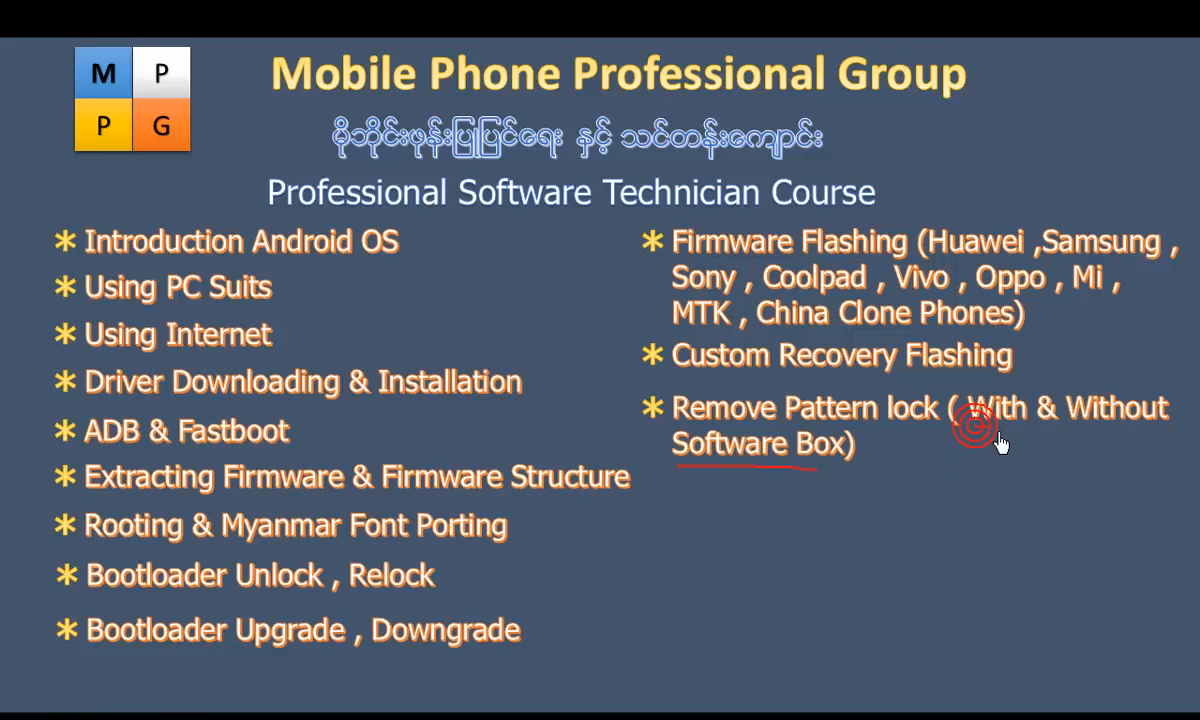 M P
P G
Mobile Phone Professional Group
မိုဘိုင်းဖုန်းပြုပြင်ရေး နှင့် သင်တန်းကျောင်း
Professional Software Technician Course
* Introduction Android OS
* Using PC Suits
* Using Internet
* Driver Downloading & Installation
* ADB & Fastboot
* Extracting Firmware & Firmware Structure
* Rooting & Myanmar Font Porting
* Bootloader Unlock , Relock
* Bootloader Upgrade , Downgrade
* Firmware Flashing (Huawei ,Samsung ,
Sony , Coolpad , Vivo , Oppo , Mi ,
MTK , China Clone Phones)
* Custom Recovery Flashing
* Remove Pattern lock ( With & Without
Software Box)